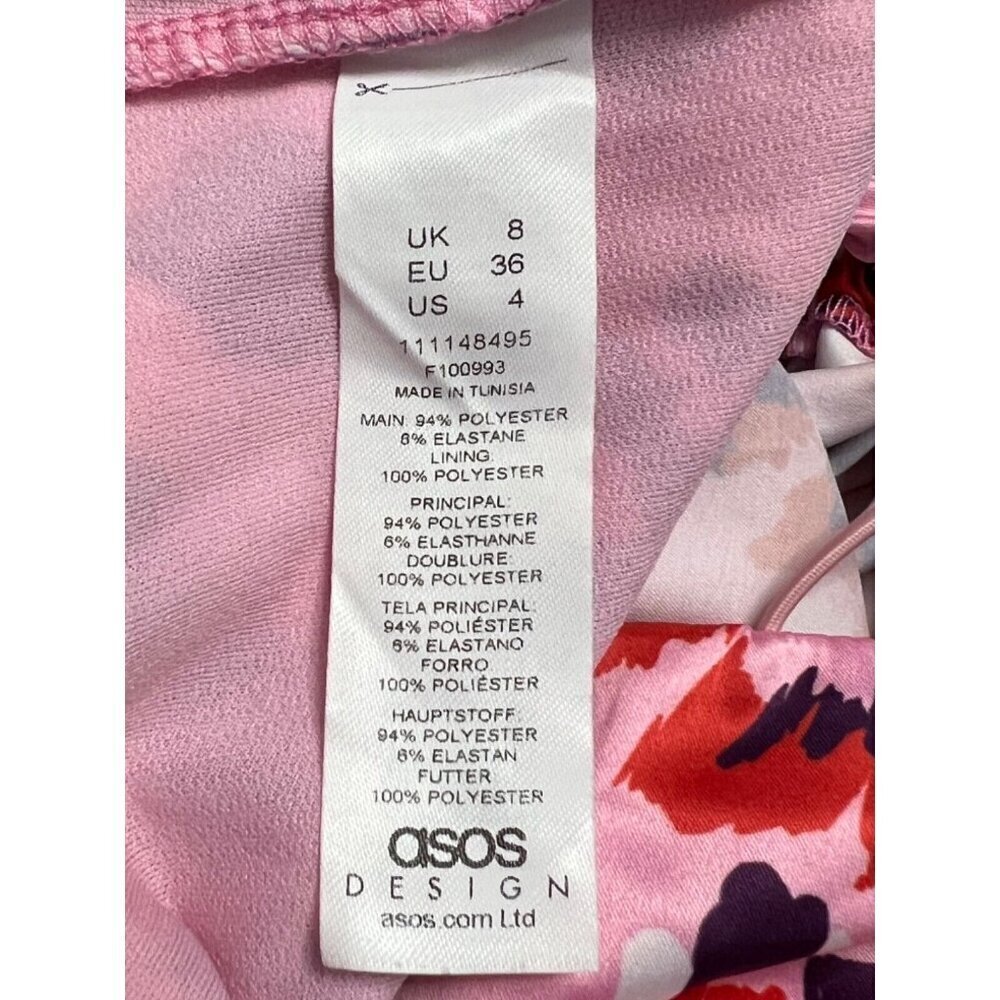 UK 8
EU 36
US 4
111148495
F100993
MADE IN TUNISIA
MAIN: 94% POLYESTER
6% ELASTANE
LINING:
100% POLYESTER
PRINCIPAL:
94% POLYESTER
6% ELASTHANNE
DOUBLURE:
100% POLYESTER
TELA PRINCIPAL:
94% POLIÉSTER
6% ELASTANO
FORRO:
100% POLIÉSTER
HAUPTSTOFF:
94% POLYESTER
6% ELASTAN
FUTTER
100% POLYESTER
asos
DESIGN
asos.com Ltd